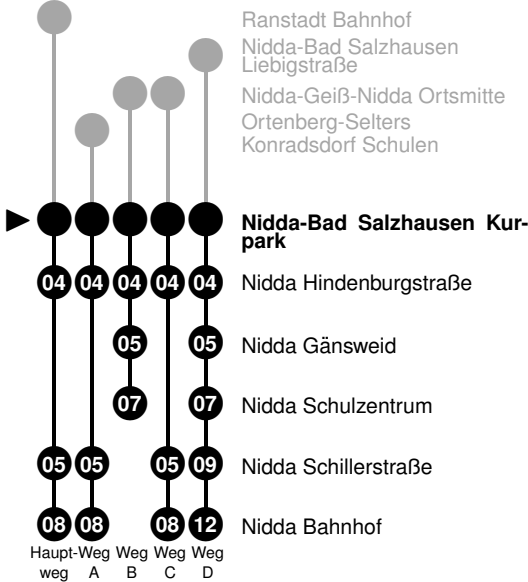 Ranstadt Bahnhof
Nidda-Bad Salzhausen
Liebigstraße
Nidda-Geiß-Nidda Ortsmitte
Ortenberg-Selters
Konradsdorf Schulen
Nidda-Bad Salzhausen Kur-
park
04 04 04 04 04 Nidda Hindenburgstraße
05 05 Nidda Gänsweid
07 07 Nidda Schulzentrum
05 05 05 09 Nidda Schillerstraße
08 08 08 12 Nidda Bahnhof
Haupt- Weg Weg Weg Weg
weg A B C D